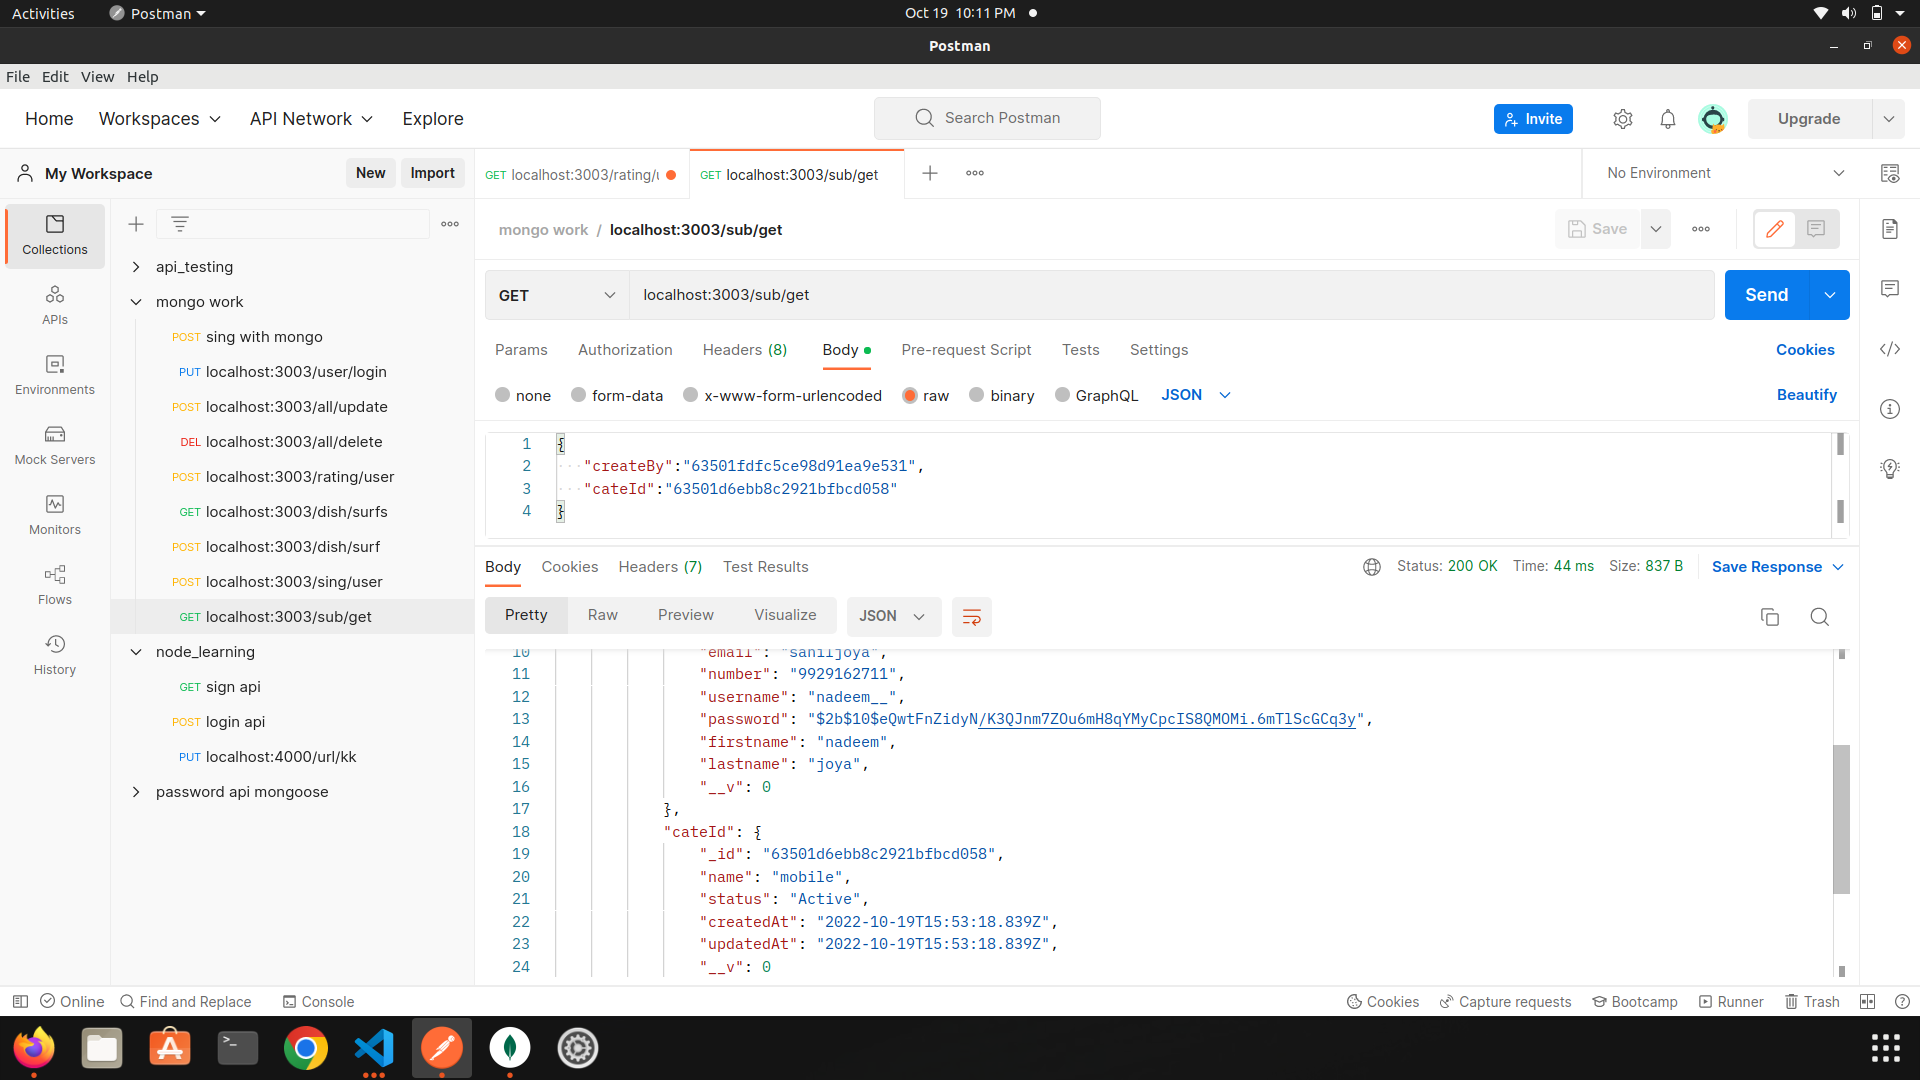 Activities Postman Oct 19 10:11 PM
Postman
File Edit View Help
Home Workspaces API Network Explore Search Postman Invite Upgrade
My Workspace New Import GET localhost:3003/rating/u GET localhost:3003/sub/get No Environment
mongo work / localhost:3003/sub/get Save
GET localhost:3003/sub/get Send
Params Authorization Headers (8) Body Pre-request Script Tests Settings Cookies
none form-data x-www-form-urlencoded raw binary GraphQL JSON Beautify
Collections
APIs
Environments
Mock Servers
Monitors
Flows
History
api_testing
mongo work
POST sing with mongo
PUT localhost:3003/user/login
POST localhost:3003/all/update
DEL localhost:3003/all/delete
POST localhost:3003/rating/user
GET localhost:3003/dish/surfs
POST localhost:3003/dish/surf
POST localhost:3003/sing/user
GET localhost:3003/sub/get
node_learning
GET sign api
POST login api
PUT localhost:4000/url/kk
password api mongoose
1 {
2 "createBy":"63501fdfc5ce98d91ea9e531",
3 "cateId":"63501d6ebb8c2921bfbcd058"
4 }
Body Cookies Headers (7) Test Results Status: 200 OK Time: 44 ms Size: 837 B Save Response
Pretty Raw Preview Visualize JSON
10 "email": "saniljoya",
11 "number": "9929162711",
12 "username": "nadeem__",
13 "password": "$2b$10$eQwtFnZidyN/K3QJnm7ZOu6mH8qYMyCpcIS8QMOMi.6mTlScGCq3y",
14 "firstname": "nadeem",
15 "lastname": "joya",
16 "__v": 0
17 },
18 "cateId": {
19 "_id": "63501d6ebb8c2921bfbcd058",
20 "name": "mobile",
21 "status": "Active",
22 "createdAt": "2022-10-19T15:53:18.839Z",
23 "updatedAt": "2022-10-19T15:53:18.839Z",
24 "__v": 0
Online Find and Replace Console Cookies Capture requests Bootcamp Runner Trash